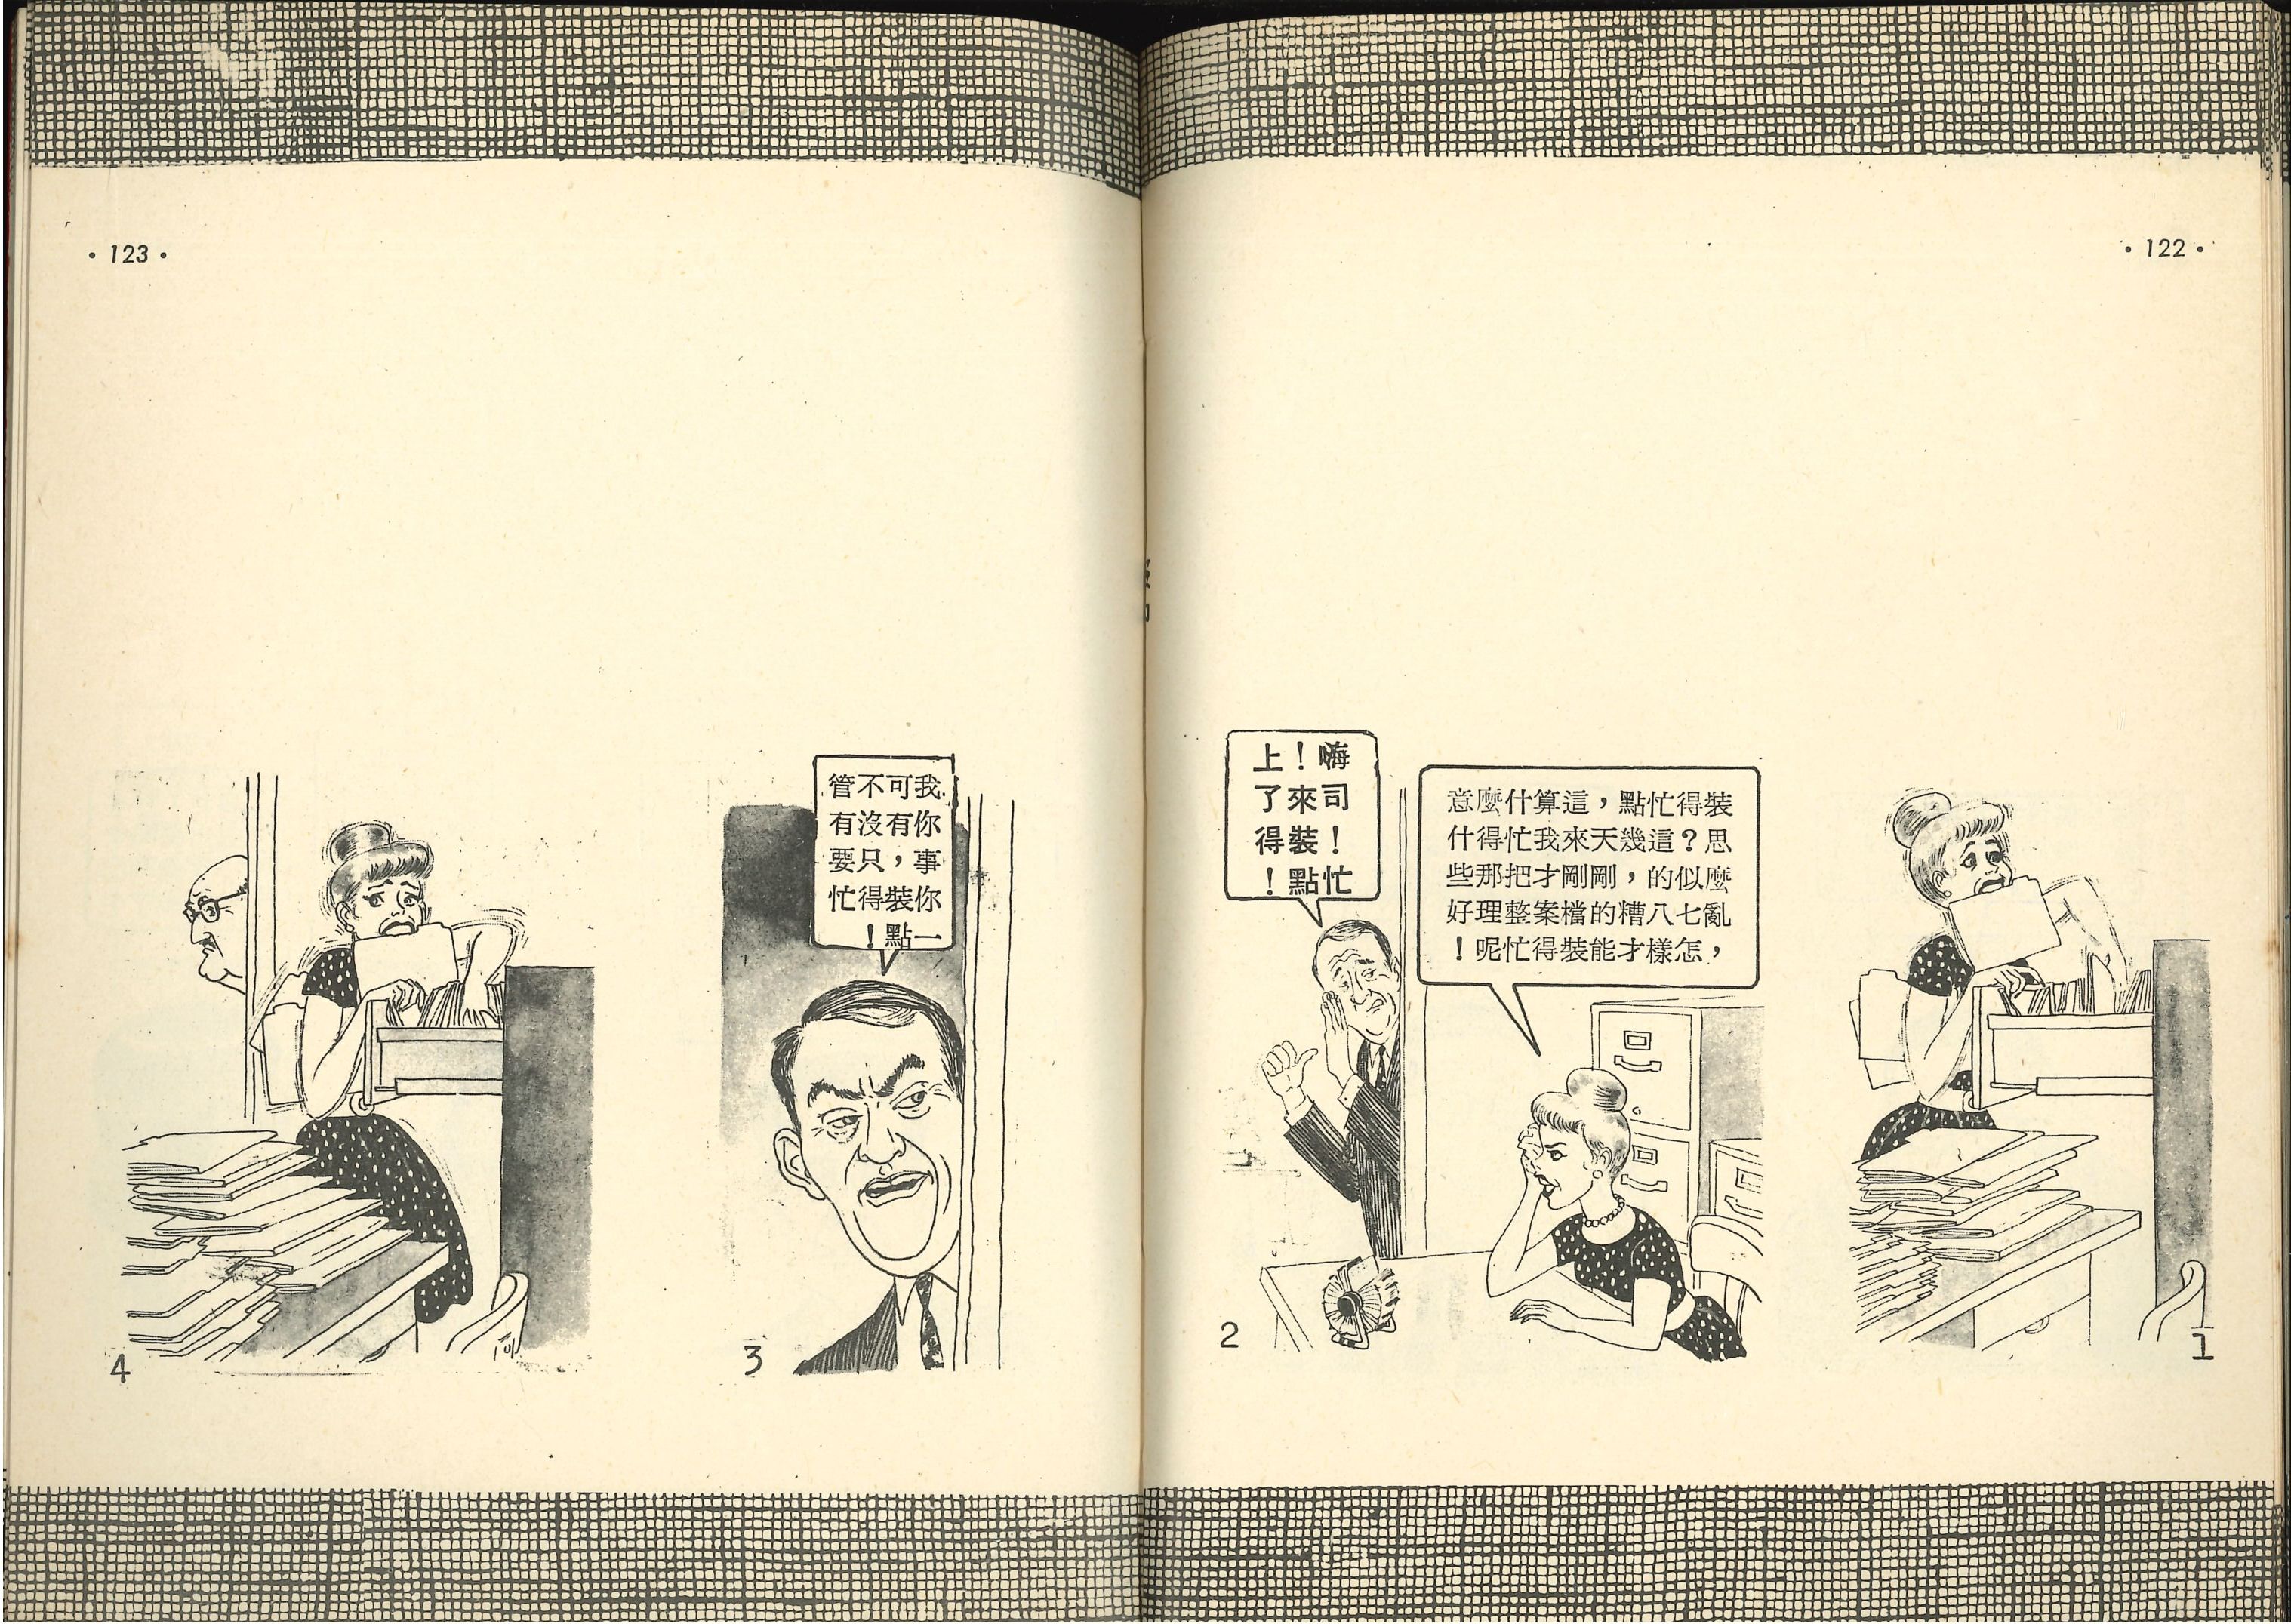 • 122 •
1
嗨！上
司來了
！裝得
忙點！
裝得忙點，這算什麼意
思？這幾天來我忙得什
麼似的，剛剛才把那些
亂七八糟的檔案整理好
，怎樣才能裝得忙呢！
2
• 123 •
我可不管
你有沒有
事，只要
你裝得忙
一點！
3
4